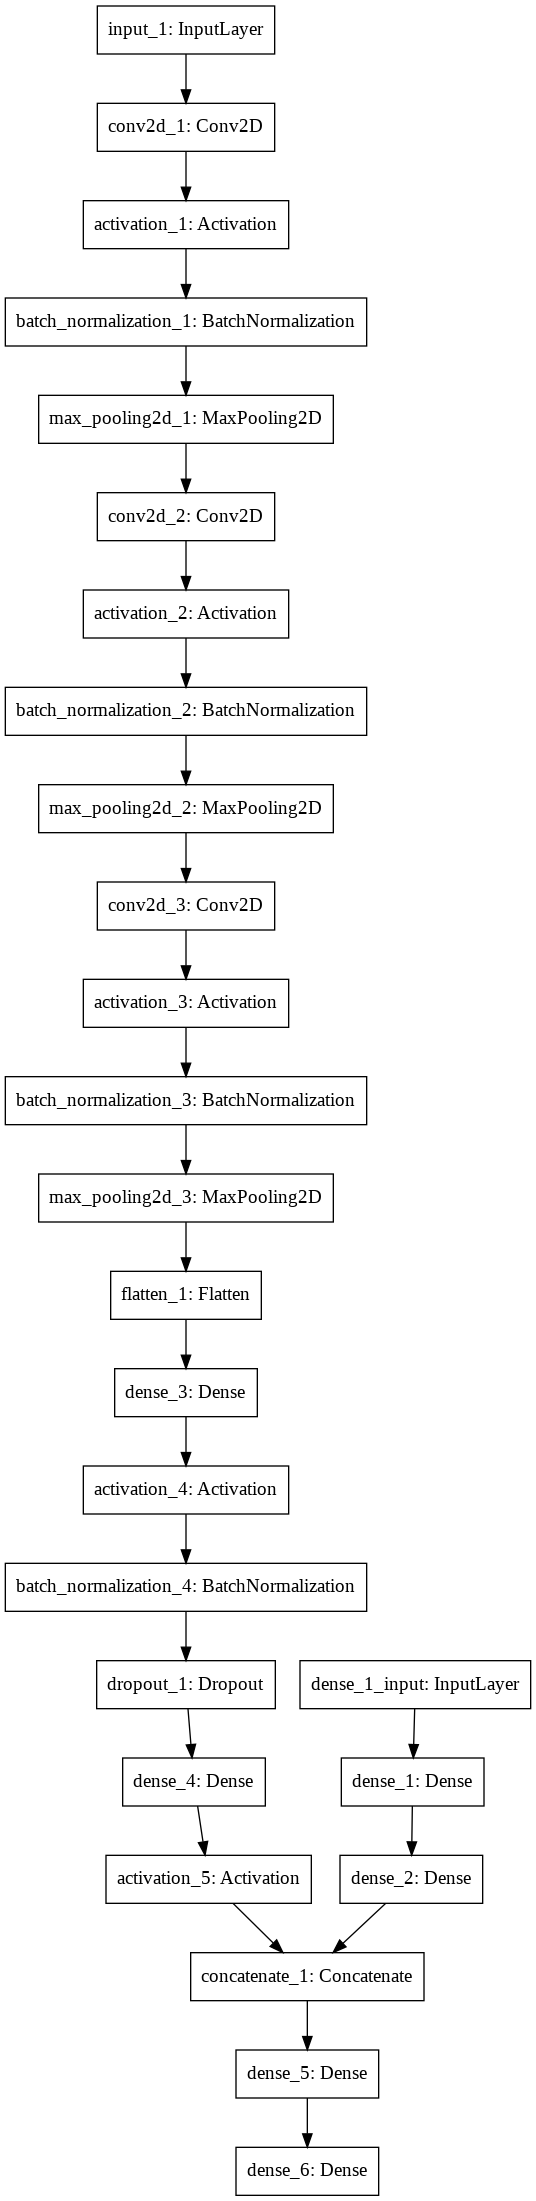 input_1: InputLayer
conv2d_1: Conv2D
activation_1: Activation
batch_normalization_1: BatchNormalization
max_pooling2d_1: MaxPooling2D
conv2d_2: Conv2D
activation_2: Activation
batch_normalization_2: BatchNormalization
max_pooling2d_2: MaxPooling2D
conv2d_3: Conv2D
activation_3: Activation
batch_normalization_3: BatchNormalization
max_pooling2d_3: MaxPooling2D
flatten_1: Flatten
dense_3: Dense
activation_4: Activation
batch_normalization_4: BatchNormalization
dropout_1: Dropout
dense_1_input: InputLayer
dense_4: Dense
dense_1: Dense
activation_5: Activation
dense_2: Dense
concatenate_1: Concatenate
dense_5: Dense
dense_6: Dense